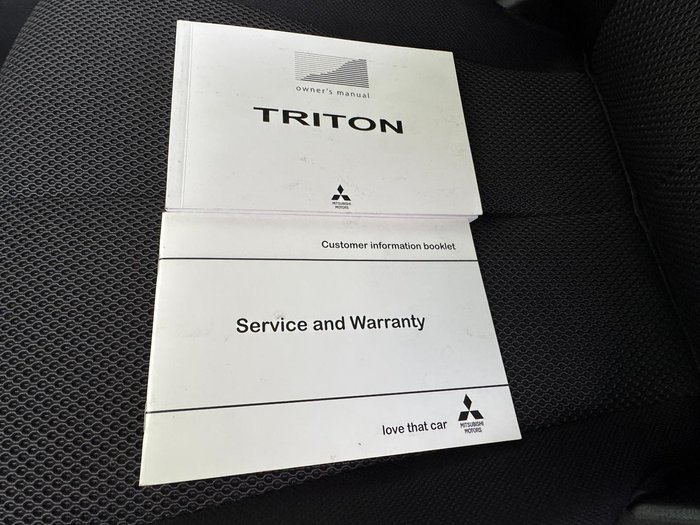 owner's manual
TRITON
MITSUBISHI
MOTORS
Customer information booklet
Service and Warranty
love that car
MITSUBISHI
MOTORS